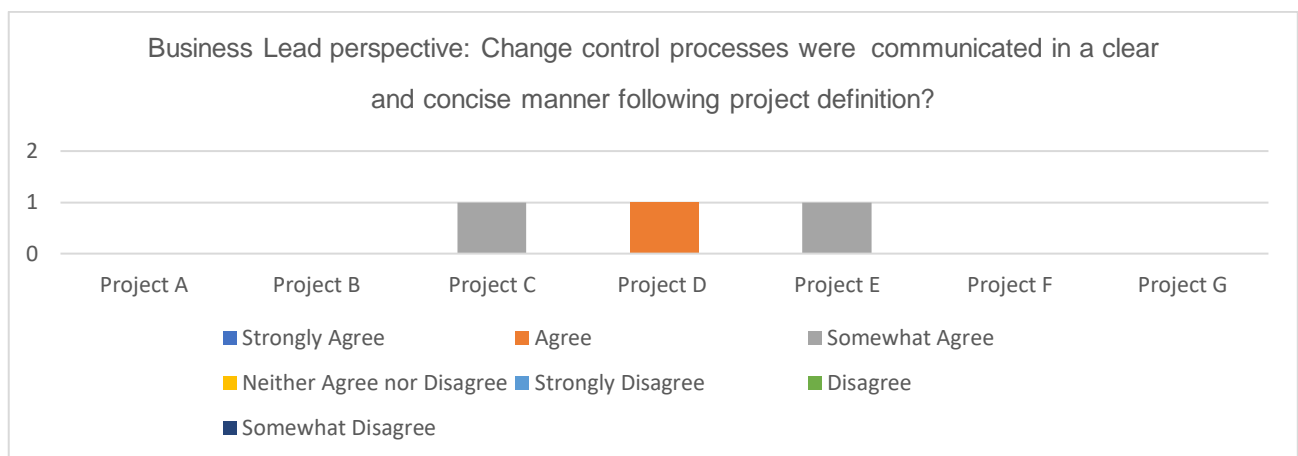 Business Lead perspective: Change control processes were communicated in a clear
and concise manner following project definition?
2
1
0
Project A Project B Project C Project D Project E Project F Project G
Strongly Agree Agree Somewhat Agree
Neither Agree nor Disagree Strongly Disagree Disagree
Somewhat Disagree